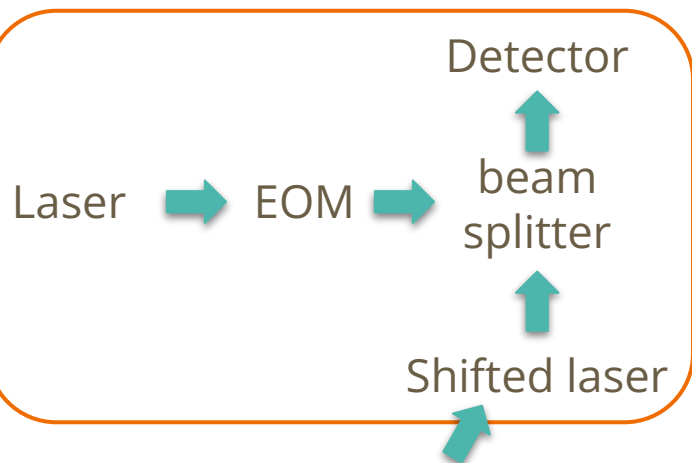 Detector
Laser
EOM
beam
splitter
Shifted laser